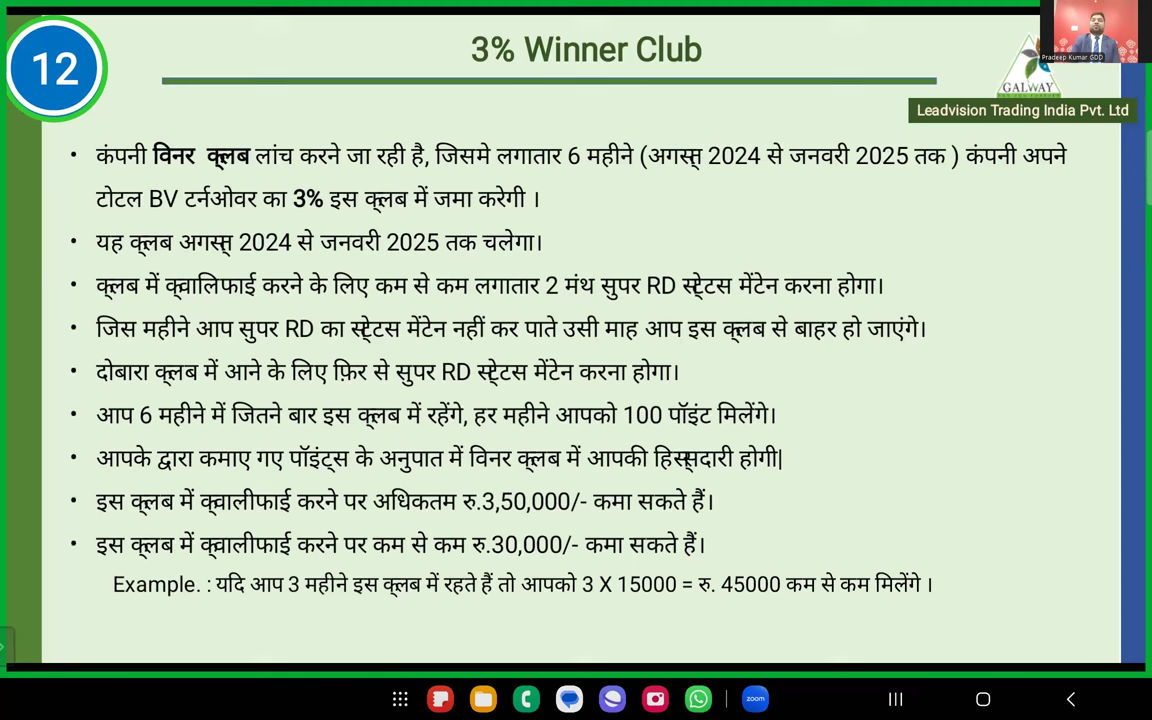 12
3% Winner Club
Pradeep Kumar GDD
GALWAY
Leadvision Trading India Pvt. Ltd
• कंपनी विनर क्लब लांच करने जा रही है, जिसमे लगातार 6 महीने (अगस्त 2024 से जनवरी 2025 तक ) कंपनी अपने
टोटल BV टर्नओवर का 3% इस क्लब में जमा करेगी ।
• यह क्लब अगस्त 2024 से जनवरी 2025 तक चलेगा।
• क्लब में क्वालिफाई करने के लिए कम से कम लगातार 2 मंथ सुपर RD स्टेटस मेंटेन करना होगा।
• जिस महीने आप सुपर RD का स्टेटस मेंटेन नहीं कर पाते उसी माह आप इस क्लब से बाहर हो जाएंगे।
• दोबारा क्लब में आने के लिए फ़िर से सुपर RD स्टेटस मेंटेन करना होगा।
• आप 6 महीने में जितने बार इस क्लब में रहेंगे, हर महीने आपको 100 पॉइंट मिलेंगे।
• आपके द्वारा कमाए गए पॉइंट्स के अनुपात में विनर क्लब में आपकी हिस्सदारी होगी|
• इस क्लब में क्वालीफाई करने पर अधिकतम रु.3,50,000/- कमा सकते हैं।
• इस क्लब में क्वालीफाई करने पर कम से कम रु.30,000/- कमा सकते हैं।
Example. : यदि आप 3 महीने इस क्लब में रहते हैं तो आपको 3 X 15000 = रु. 45000 कम से कम मिलेंगे ।
zoom